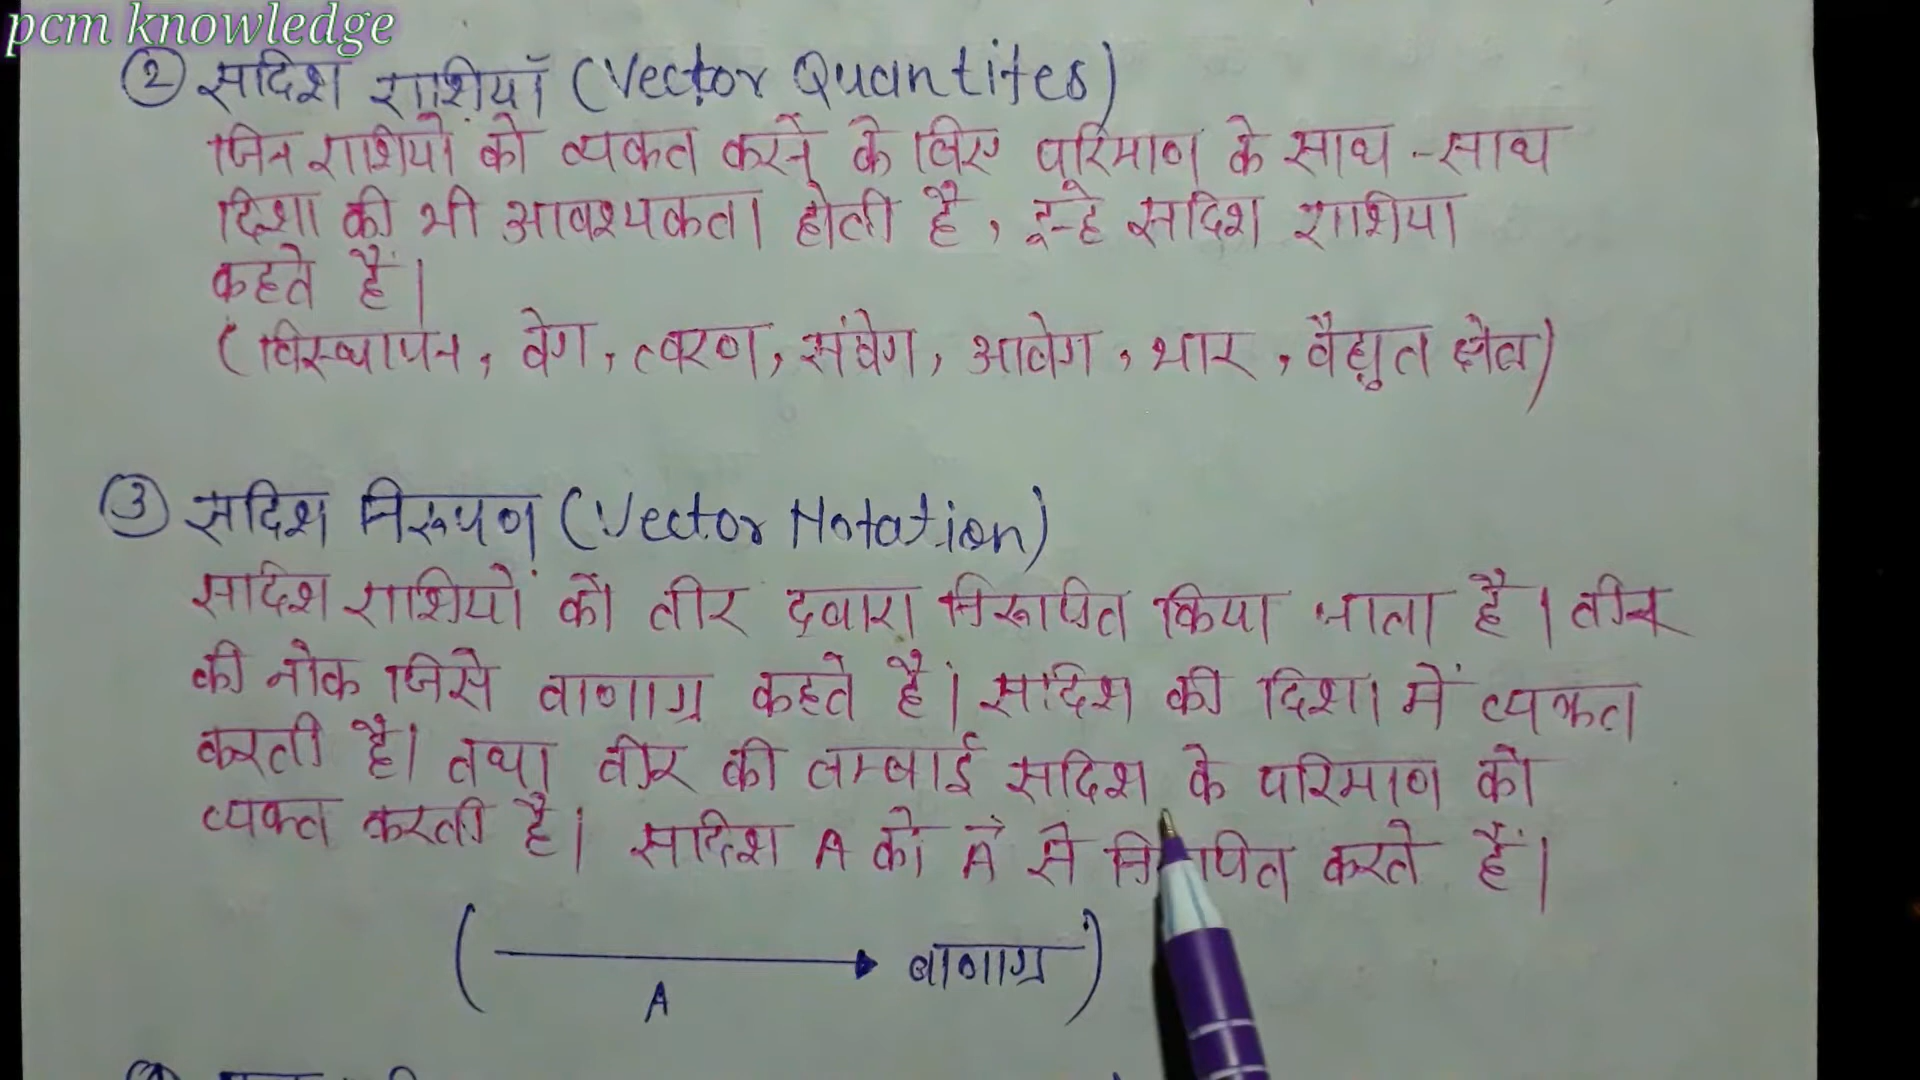 pcm knowledge
② सदिश राशियाँ (Vector Quantites)
जिन राशियों को व्यक्त करने के लिए परिमाण के साथ-साथ
दिशा की भी आवश्यकता होती है, इन्हे सदिश राशिया
कहते हैं।
(विस्थापन, वेग, त्वरण, संवेग, आवेग, भार, वैद्युत क्षेत्र)
③ सदिश निरूपण (Vector Notation)
सदिश राशियों को तीर द्वारा निरूपित किया जाता है। तीर
की नोक जिसे बाणाग्र कहते है। सदिश की दिशा में व्यक्त
करती है। तथा तीर की लम्बाई सदिश के परिमाण को
व्यक्त करती है। सदिश A को A⃗ से करते हैं।
( A बाणाग्र)